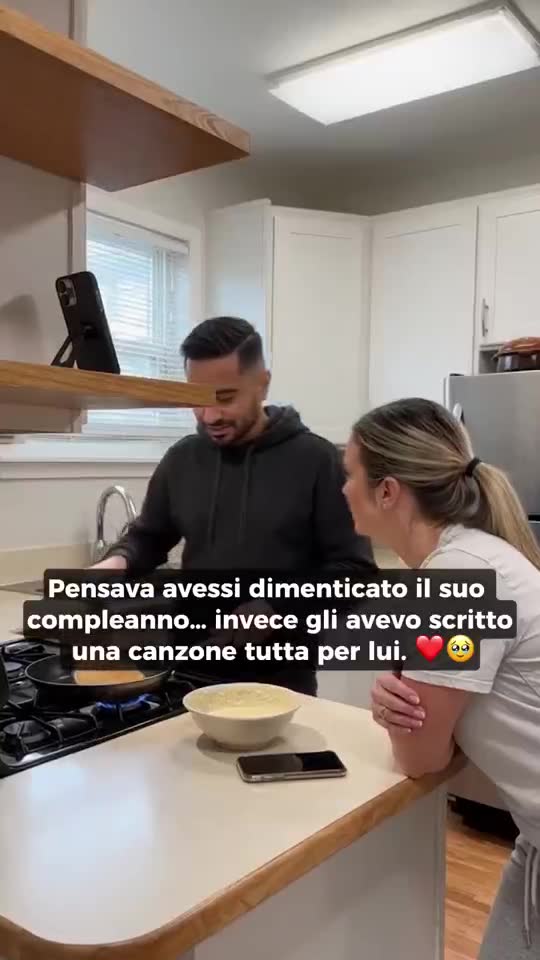 Pensava avessi dimenticato il suo
compleanno... invece gli avevo scritto
una canzone tutta per lui. ❤️🥹